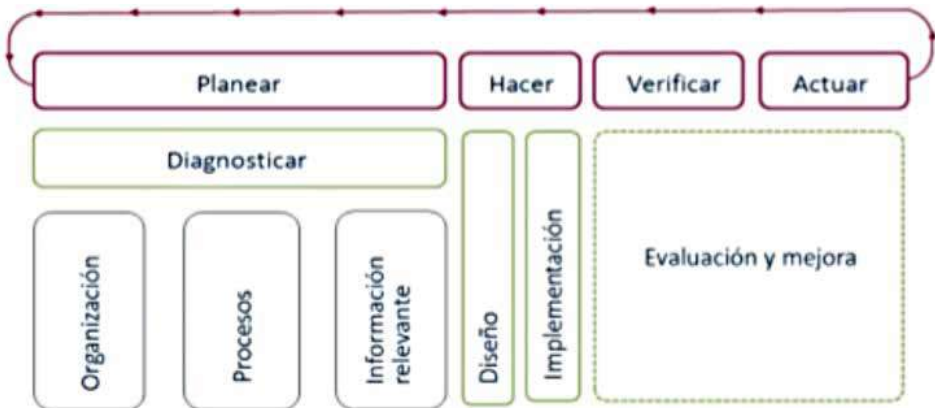 Planear
Hacer
Verificar
Actuar
Diagnosticar
Organización
Procesos
Información
relevante
Diseño
Implementación
Evaluación y mejora